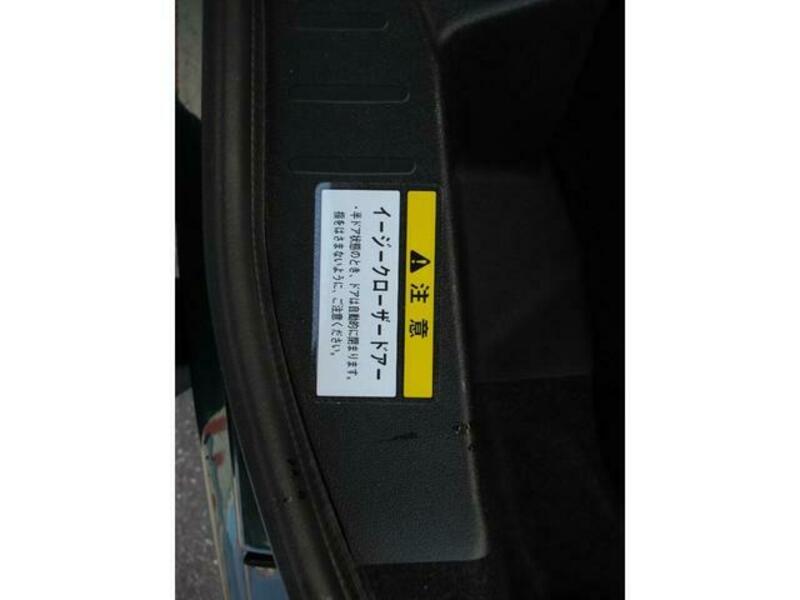 注意
イージークローザードアー
・半ドア状態のとき、ドアは自動的に閉まります。
指をはさまないように、ご注意ください。